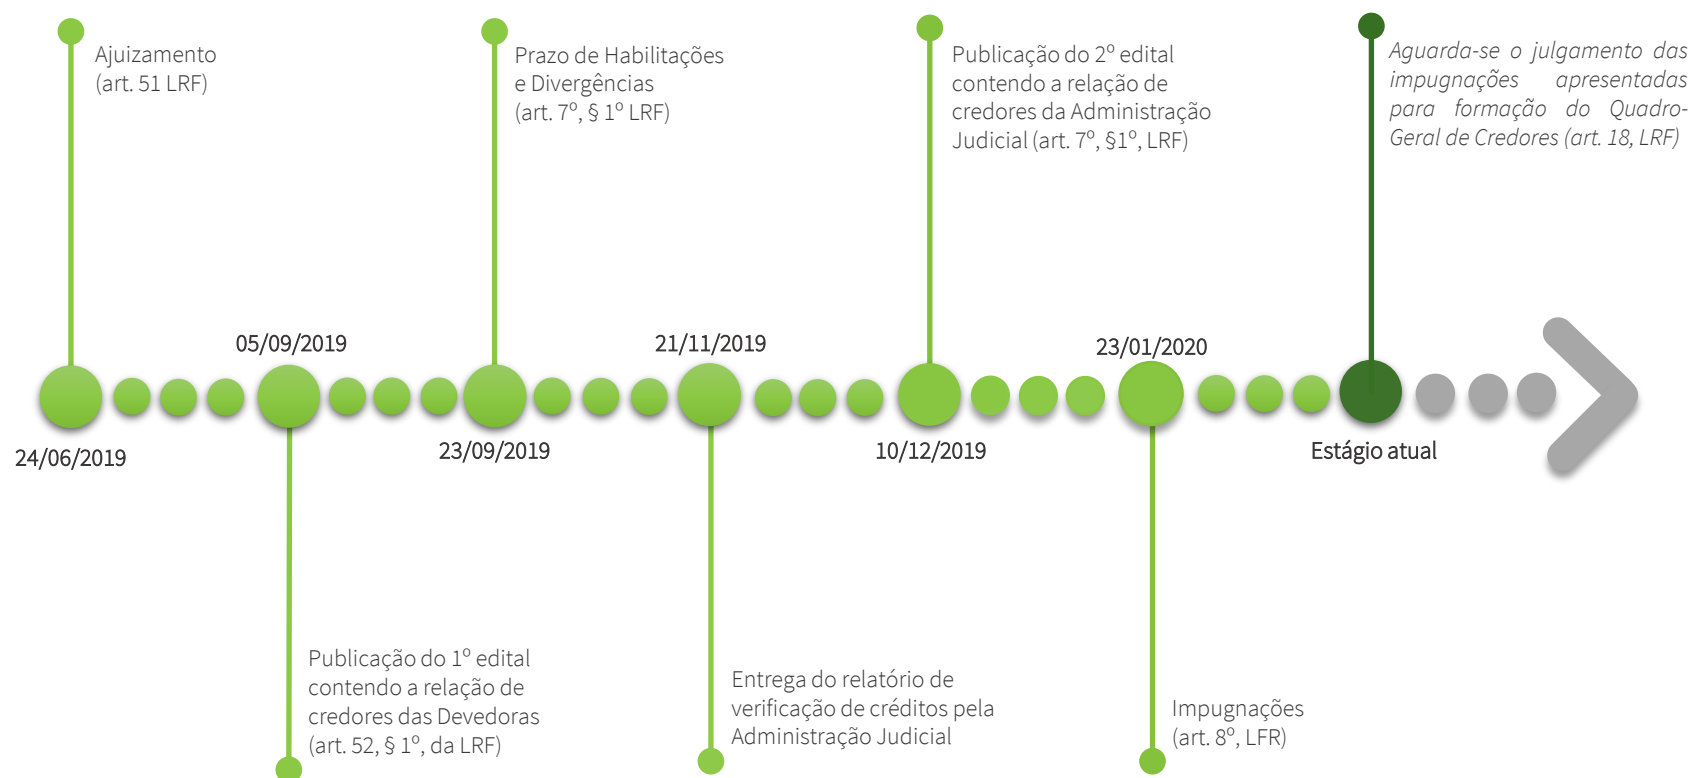 Ajuizamento
(art. 51 LRF)
Prazo de Habilitações
e Divergências
(art. 7º, § 1º LRF)
Publicação do 2º edital
contendo a relação de
credores da Administração
Judicial (art. 7º, §1º, LRF)
Aguarda-se o julgamento das
impugnações apresentadas
para formação do Quadro-
Geral de Credores (art. 18, LRF)
05/09/2019
21/11/2019
23/01/2020
24/06/2019
23/09/2019
10/12/2019
Estágio atual
Publicação do 1º edital
contendo a relação de
credores das Devedoras
(art. 52, § 1º, da LRF)
Entrega do relatório de
verificação de créditos pela
Administração Judicial
Impugnações
(art. 8º, LFR)